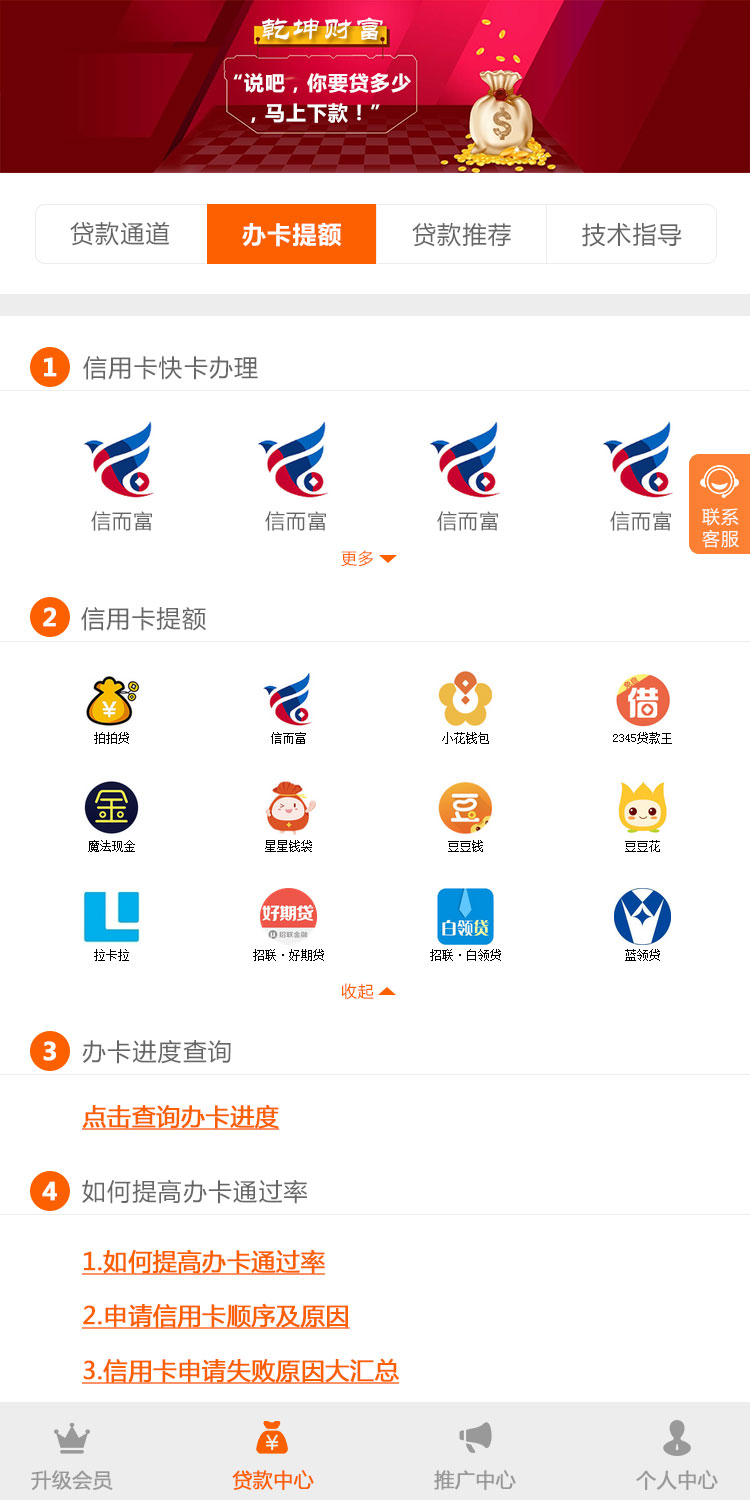 乾坤财富
“说吧，你要贷多少
，马上下款！”
$
贷款通道 办卡提额 贷款推荐 技术指导
1 信用卡快卡办理
信而富 信而富 信而富 信而富
联系
客服
更多
2 信用卡提额
¥ 免息 借
拍拍贷 信而富 小花钱包 2345贷款王
金 豆
魔法现金 星星钱袋 豆豆钱 豆豆花
好期贷 白领贷
招联金融
拉卡拉 招联·好期贷 招联·白领贷 蓝领贷
收起
3 办卡进度查询
点击查询办卡进度
4 如何提高办卡通过率
1.如何提高办卡通过率
2.申请信用卡顺序及原因
3.信用卡申请失败原因大汇总
¥
升级会员 贷款中心 推广中心 个人中心